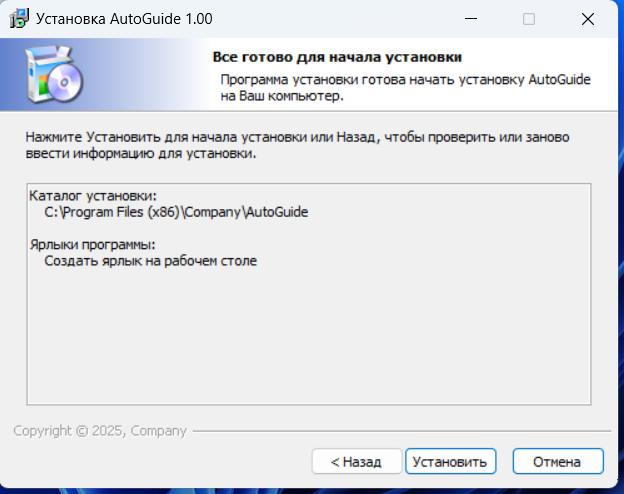 Установка AutoGuide 1.00
Все готово для начала установки
Программа установки готова начать установку AutoGuide
на Ваш компьютер.
Нажмите Установить для начала установки или Назад, чтобы проверить или заново
ввести информацию для установки.
Каталог установки:
C:\Program Files (x86)\Company\AutoGuide
Ярлыки программы:
Создать ярлык на рабочем столе
Copyright © 2025, Company
< Назад
Установить
Отмена